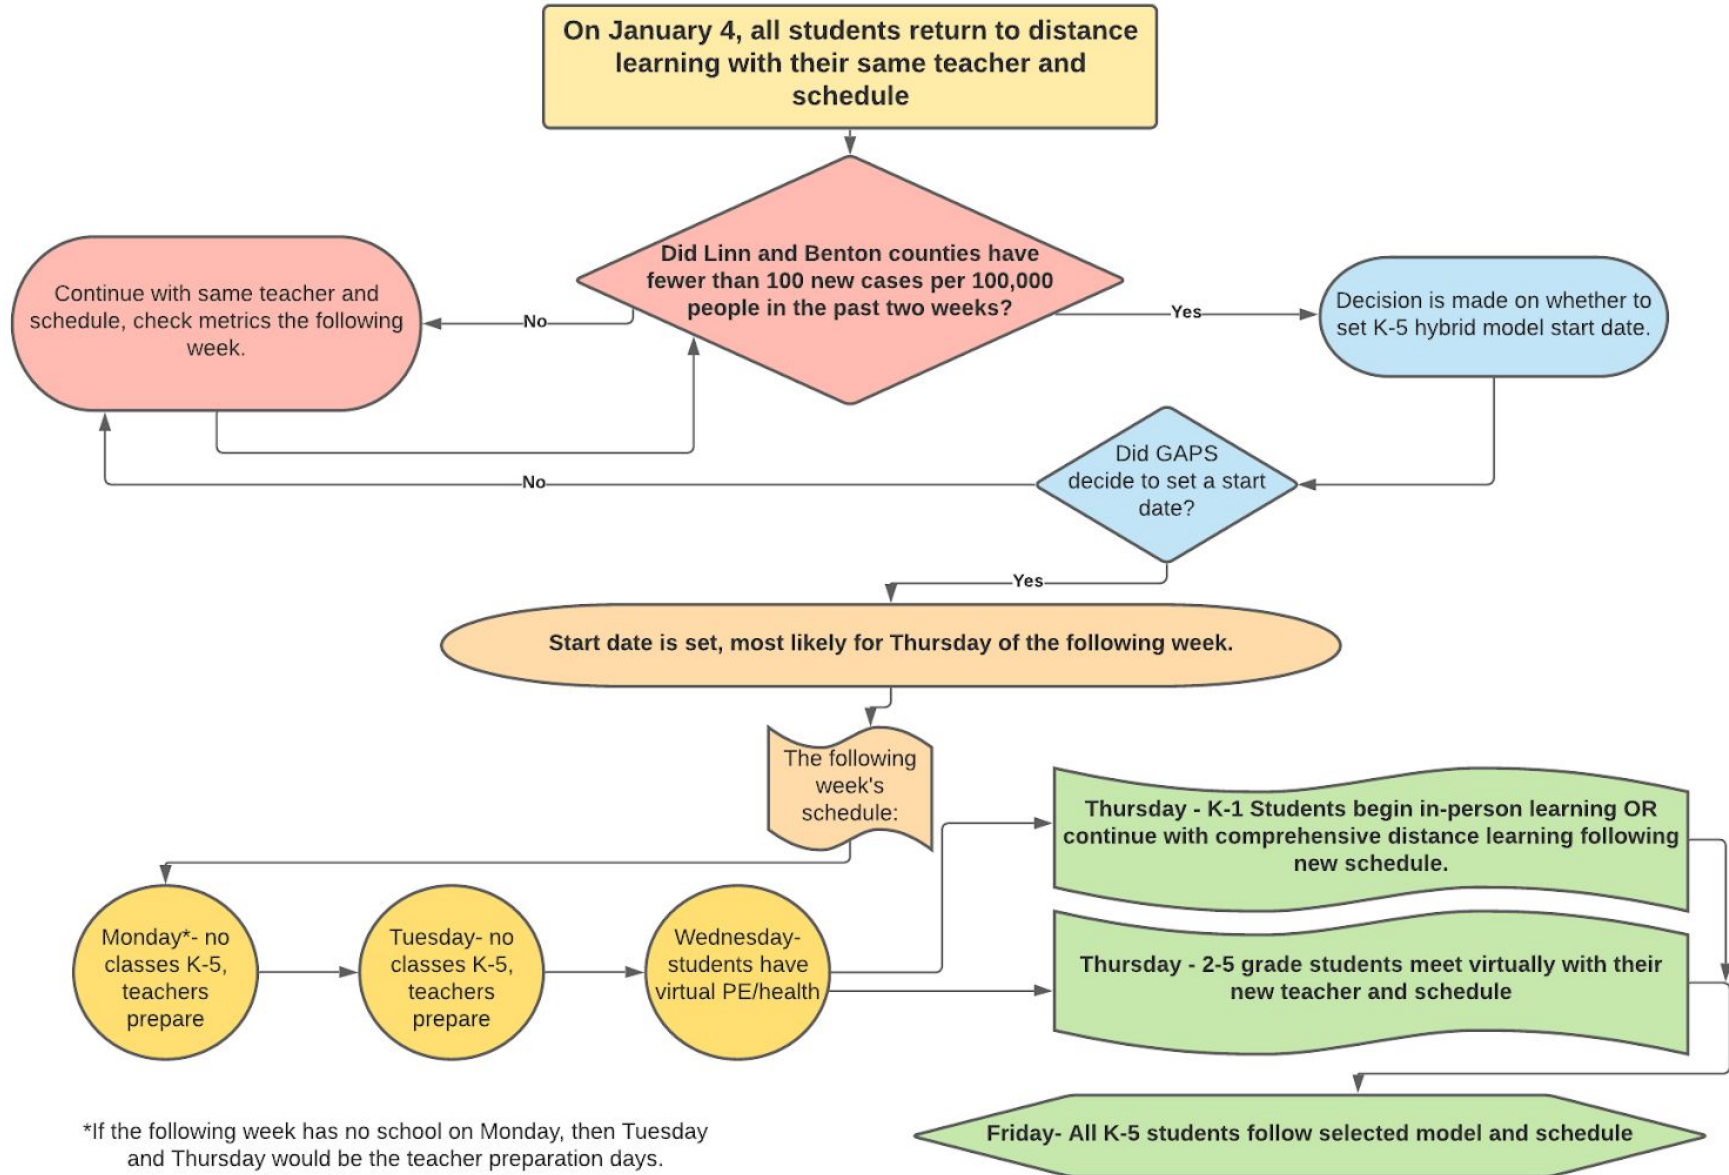 On January 4, all students return to distance
learning with their same teacher and
schedule
Did Linn and Benton counties have
fewer than 100 new cases per 100,000
people in the past two weeks?
Continue with same teacher and
schedule, check metrics the following
week.
No
Yes
Decision is made on whether to
set K-5 hybrid model start date.
Did GAPS
decide to set a start
date?
No
Yes
Start date is set, most likely for Thursday of the following week.
The following
week's
schedule:
Monday*- no
classes K-5,
teachers
prepare
Tuesday- no
classes K-5,
teachers
prepare
Wednesday-
students have
virtual PE/health
Thursday - K-1 Students begin in-person learning OR
continue with comprehensive distance learning following
new schedule.
Thursday - 2-5 grade students meet virtually with their
new teacher and schedule
Friday- All K-5 students follow selected model and schedule
*If the following week has no school on Monday, then Tuesday
and Thursday would be the teacher preparation days.